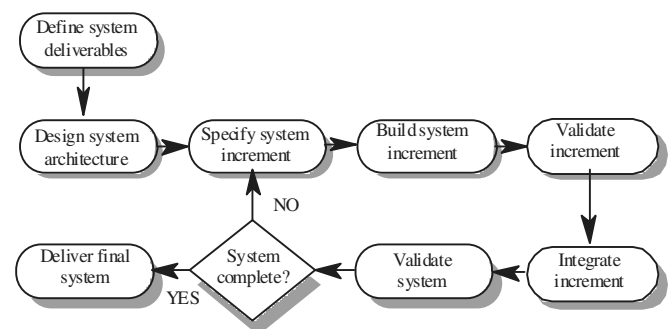 Define system
deliverables
Design system
architecture
Specify system
increment
Build system
increment
Validate
increment
NO
Deliver final
system
YES
System
complete?
Validate
system
Integrate
increment